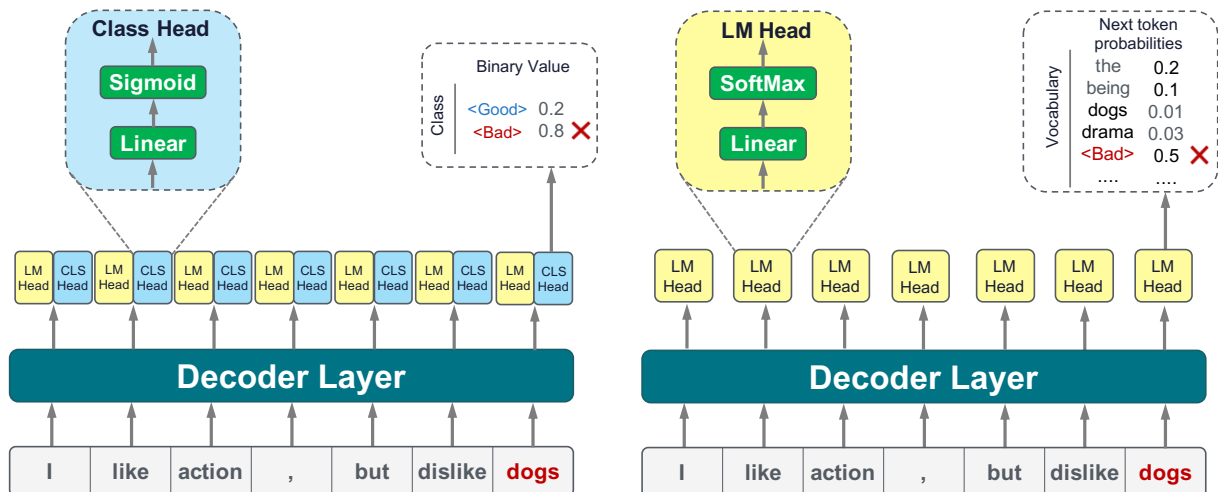 Class Head
Sigmoid
Linear
Binary Value
Class
<Good> 0.2
<Bad> 0.8
LM Head CLS Head LM Head CLS Head LM Head CLS Head LM Head CLS Head LM Head CLS Head LM Head CLS Head LM Head CLS Head
Decoder Layer
I like action , but dislike dogs
LM Head
SoftMax
Linear
Next token
probabilities
Vocabulary
the 0.2
being 0.1
dogs 0.01
drama 0.03
<Bad> 0.5
.... ....
LM Head LM Head LM Head LM Head LM Head LM Head LM Head
Decoder Layer
I like action , but dislike dogs